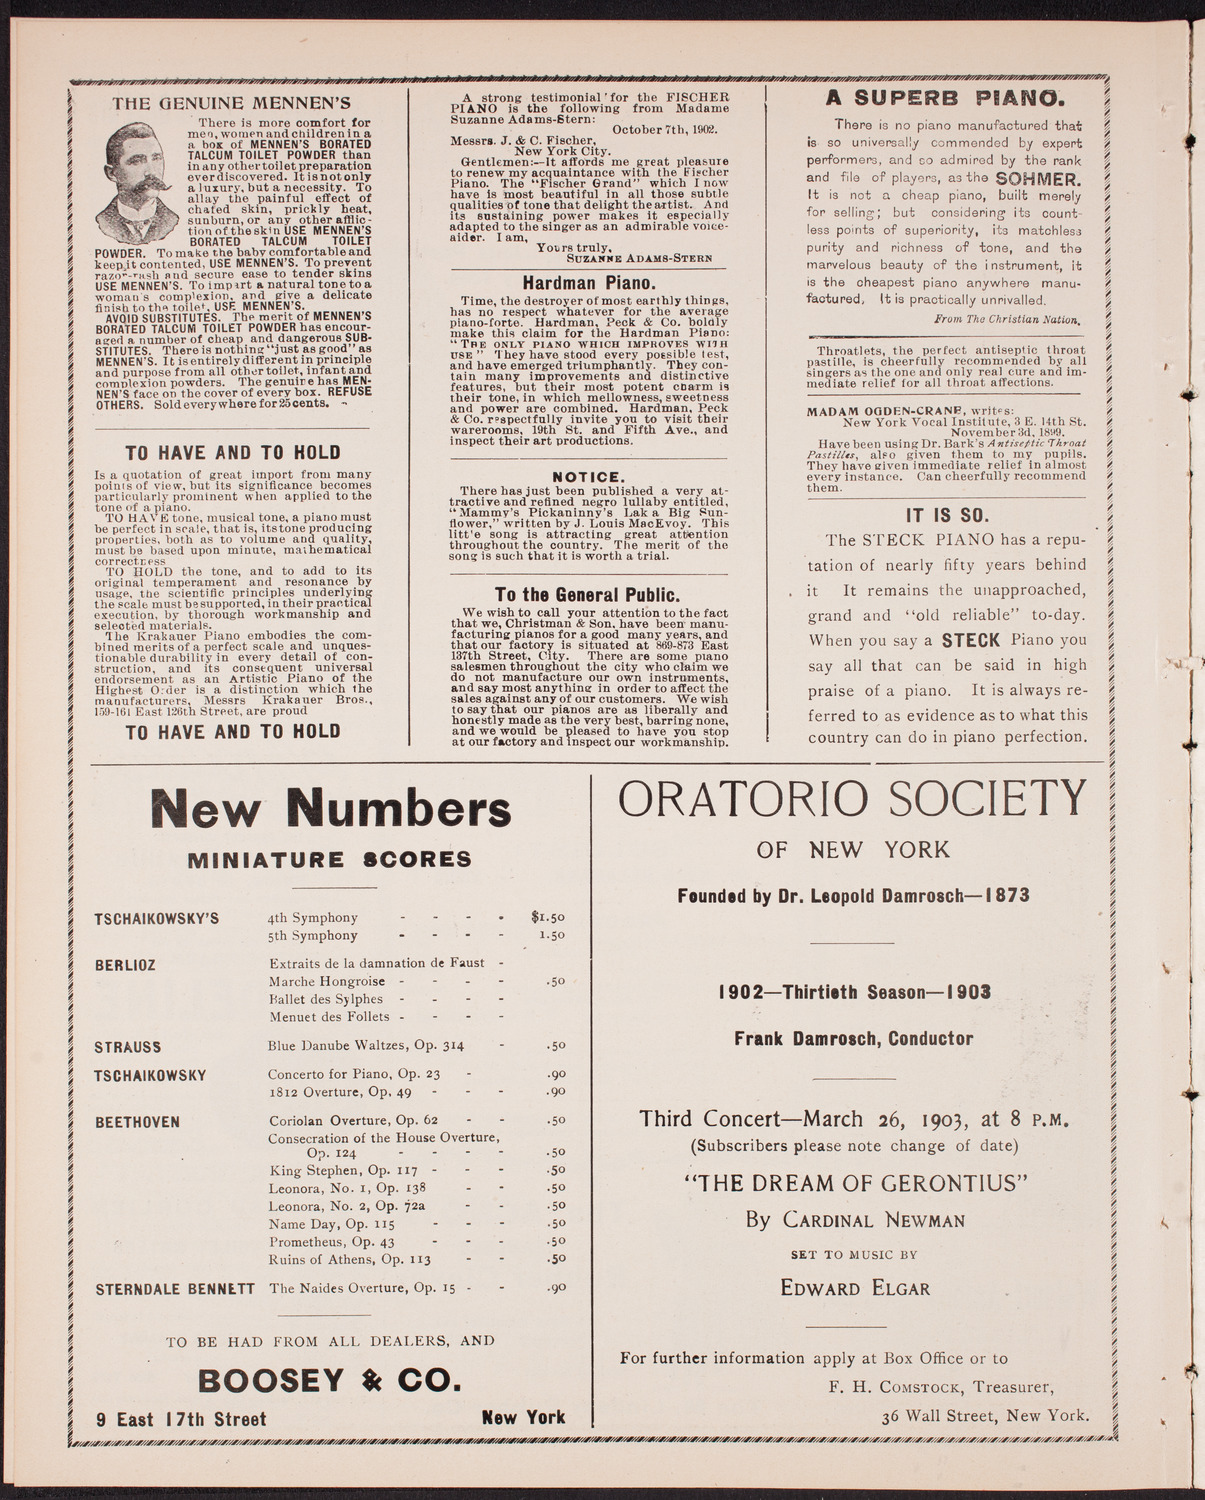 THE GENUINE MENNEN'S
There is more comfort for
men, women and children in a
a box of MENNEN'S BORATED
TALCUM TOILET POWDER than
in any other toilet preparation
ever discovered. It is not only
a luxury, but a necessity. To
allay the painful effect of
chafed skin, prickly heat,
sunburn, or any other afflic-
tion of the skin USE MENNEN'S
BORATED TALCUM TOILET
POWDER. To make the baby comfortable and
keep it contented, USE MENNEN'S. To prevent
razor-rash and secure ease to tender skins
USE MENNEN'S. To impart a natural tone to a
woman's complexion, and give a delicate
finish to the toilet, USE MENNEN'S.
AVOID SUBSTITUTES. The merit of MENNEN'S
BORATED TALCUM TOILET POWDER has encour-
aged a number of cheap and dangerous SUB-
STITUTES. There is nothing "just as good" as
MENNEN'S. It is entirely different in principle
and purpose from all other toilet, infant and
complexion powders. The genuire has MEN-
NEN'S face on the cover of every box. REFUSE
OTHERS. Sold everywhere for 25 cents.
TO HAVE AND TO HOLD
Is a quotation of great import from many
points of view, but its significance becomes
particularly prominent when applied to the
tone of a piano.
TO HAVE tone, musical tone, a piano must
be perfect in scale, that is, its tone producing
properties, both as to volume and quality,
must be based upon minute, mathematical
correctress
TO HOLD the tone, and to add to its
original temperament and resonance by
usage, the scientific principles underlying
the scale must be supported, in their practical
execution, by thorough workmanship and
selected materials.
The Krakauer Piano embodies the com-
bined merits of a perfect scale and unques-
tionable durability in every detail of con-
struction, and its consequent universal
endorsement as an Artistic Piano of the
Highest Order is a distinction which the
manufacturers, Messrs Krakauer Bros.,
159-161 East 126th Street, are proud
TO HAVE AND TO HOLD
A strong testimonial for the FISCHER
PIANO is the following from Madame
Suzanne Adams-Stern:
October 7th, 1902.
Messrs. J. & C. Fischer,
New York City.
Gentlemen:—It affords me great pleasure
to renew my acquaintance with the Fischer
Piano. The "Fischer Grand" which I now
have is most beautiful in all those subtle
qualities of tone that delight the artist. And
its sustaining power makes it especially
adapted to the singer as an admirable voice-
aider. I am,
Yours truly,
SUZANNE ADAMS-STERN
Hardman Piano.
Time, the destroyer of most earthly things,
has no respect whatever for the average
piano-forte. Hardman, Peck & Co. boldly
make this claim for the Hardman Piano:
"THE ONLY PIANO WHICH IMPROVES WITH
USE" They have stood every possible test,
and have emerged triumphantly. They con-
tain many improvements and distinctive
features, but their most potent charm is
their tone, in which mellowness, sweetness
and power are combined. Hardman, Peck
& Co. respectfully invite you to visit their
warerooms, 19th St. and Fifth Ave., and
inspect their art productions.
NOTICE.
There has just been published a very at-
tractive and refined negro lullaby entitled,
"Mammy's Pickaninny's Lak a Big Sun-
flower," written by J. Louis MacEvoy. This
litt'e song is attracting great attention
throughout the country. The merit of the
song is such that it is worth a trial.
To the General Public.
We wish to call your attention to the fact
that we, Christman & Son, have been manu-
facturing pianos for a good many years, and
that our factory is situated at 869-873 East
137th Street, City. There are some piano
salesmen throughout the city who claim we
do not manufacture our own instruments,
and say most anything in order to affect the
sales against any of our customers. We wish
to say that our pianos are as liberally and
honestly made as the very best, barring none,
and we would be pleased to have you stop
at our factory and inspect our workmanship.
A SUPERB PIANO.
There is no piano manufactured that
is so universally commended by expert
performers, and so admired by the rank
and file of players, as the SOHMER.
It is not a cheap piano, built merely
for selling; but considering its count-
less points of superiority, its matchless
purity and richness of tone, and the
marvelous beauty of the instrument, it
is the cheapest piano anywhere manu-
factured. It is practically unrivalled.
From The Christian Nation.
Throatlets, the perfect antiseptic throat
pastille, is cheerfully recommended by all
singers as the one and only real cure and im-
mediate relief for all throat affections.
MADAM OGDEN-CRANE, writes:
New York Vocal Institute, 3 E. 14th St.
November 3d, 1899.
Have been using Dr. Bark's Antiseptic Throat
Pastilles, also given them to my pupils.
They have given immediate relief in almost
every instance. Can cheerfully recommend
them.
IT IS SO.
The STECK PIANO has a repu-
tation of nearly fifty years behind
it It remains the unapproached,
grand and "old reliable" to-day.
When you say a STECK Piano you
say all that can be said in high
praise of a piano. It is always re-
ferred to as evidence as to what this
country can do in piano perfection.
New Numbers
MINIATURE SCORES
TSCHAIKOWSKY'S 4th Symphony - - - - $1.50
5th Symphony - - - - 1.50
BERLIOZ Extraits de la damnation de Faust -
Marche Hongroise - - - - .50
Ballet des Sylphes - - - -
Menuet des Follets - - - -
STRAUSS Blue Danube Waltzes, Op. 314 - .50
TSCHAIKOWSKY Concerto for Piano, Op. 23 - .90
1812 Overture, Op. 49 - - - .90
BEETHOVEN Coriolan Overture, Op. 62 - - .50
Consecration of the House Overture,
Op. 124 - - - - .50
King Stephen, Op. 117 - - - .50
Leonora, No. 1, Op. 138 - - .50
Leonora, No. 2, Op. 72a - - .50
Name Day, Op. 115 - - - .50
Prometheus, Op. 43 - - - .50
Ruins of Athens, Op. 113 - - .50
STERNDALE BENNETT The Naides Overture, Op. 15 - - .90
TO BE HAD FROM ALL DEALERS, AND
BOOSEY & CO.
9 East 17th Street New York
ORATORIO SOCIETY
OF NEW YORK
Founded by Dr. Leopold Damrosch—1873
1902—Thirtieth Season—1903
Frank Damrosch, Conductor
Third Concert—March 26, 1903, at 8 P.M.
(Subscribers please note change of date)
"THE DREAM OF GERONTIUS"
By CARDINAL NEWMAN
SET TO MUSIC BY
EDWARD ELGAR
For further information apply at Box Office or to
F. H. COMSTOCK, Treasurer,
36 Wall Street, New York.